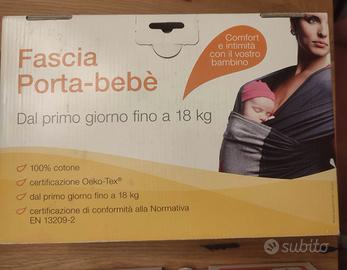 Fascia
Porta-bebè
Dal primo giorno fino a 18 kg
Comfort
e intimità
con il vostro
bambino
100% cotone
certificazione Oeko-Tex®
dal primo giorno fino a 18 kg
certificazione di conformità alla Normativa
EN 13209-2
subito